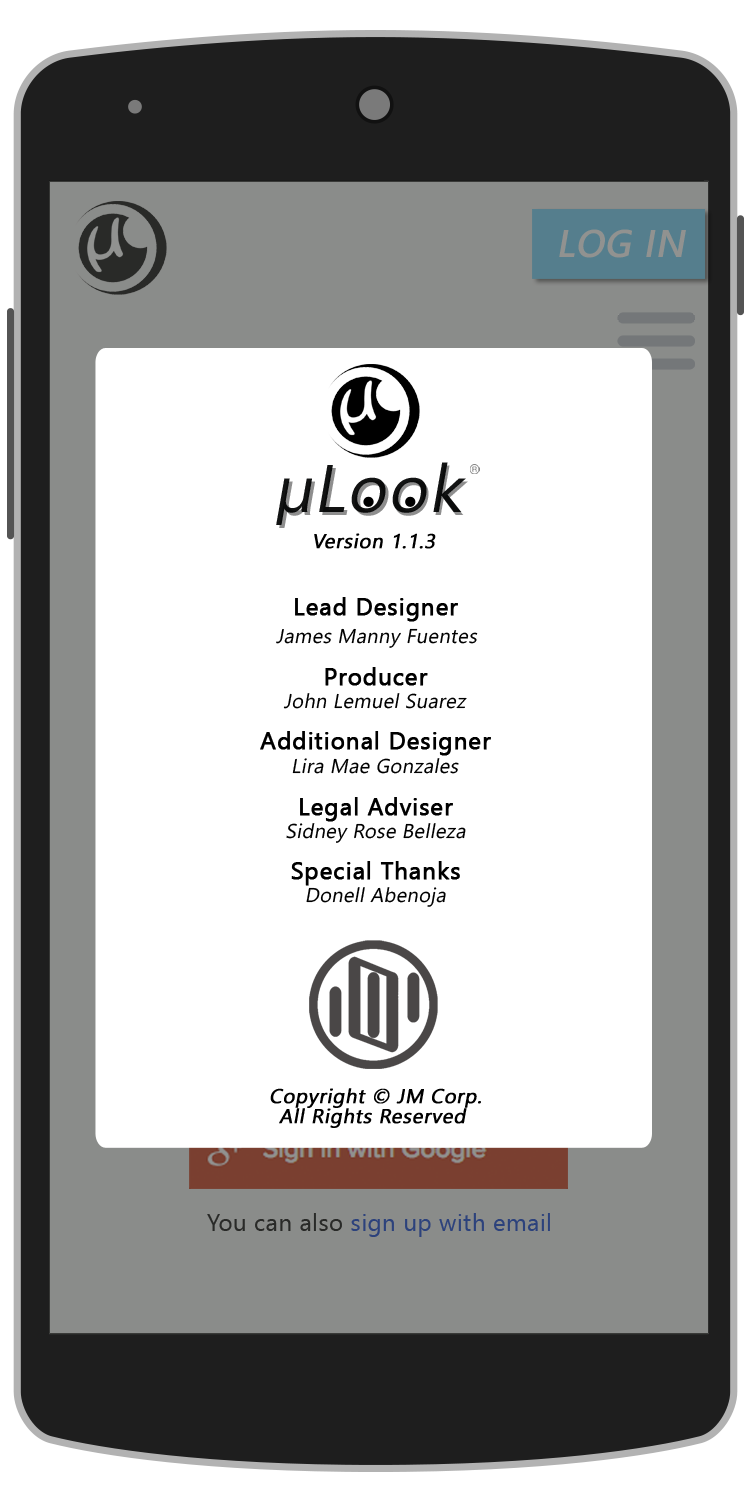 µ
LOG IN
µ
µLook®
Version 1.1.3
Lead Designer
James Manny Fuentes
Producer
John Lemuel Suarez
Additional Designer
Lira Mae Gonzales
Legal Adviser
Sidney Rose Belleza
Special Thanks
Donell Abenoja
Copyright © JM Corp.
All Rights Reserved
g+ Sign in with Google
You can also sign up with email